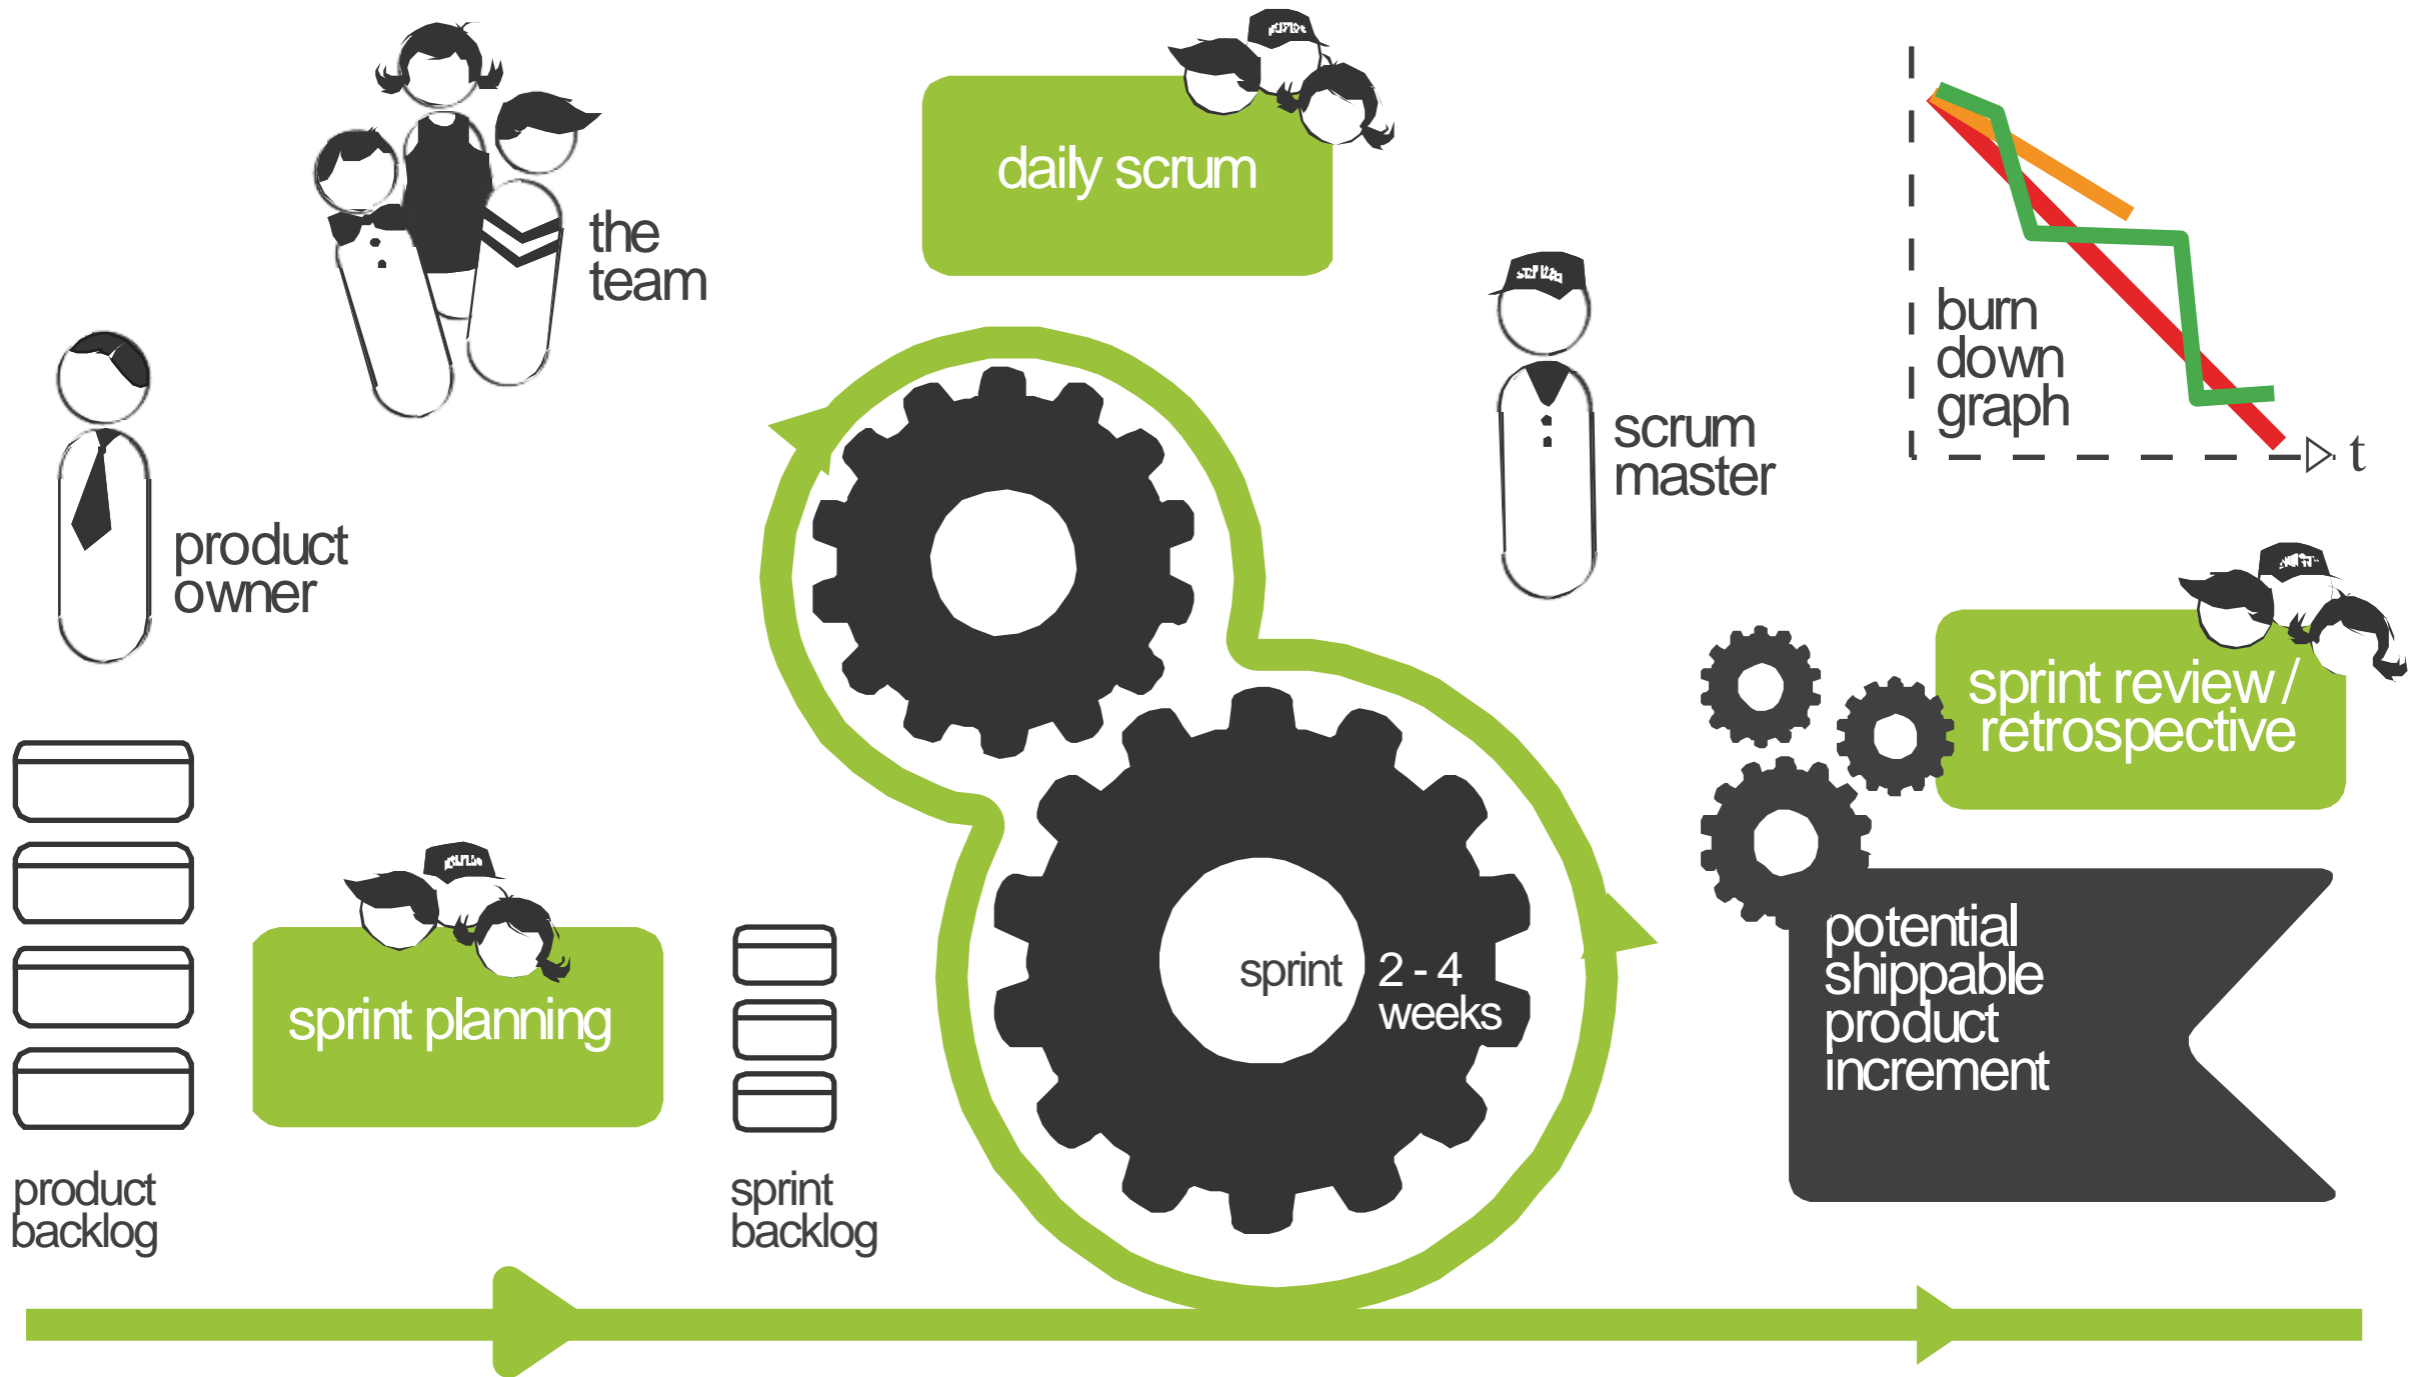 the
team
daily scrum
burn
down
graph
t
product
owner
scrum
master
sprint review /
retrospective
sprint planning
sprint
2 - 4
weeks
potential
shippable
product
increment
product
backlog
sprint
backlog